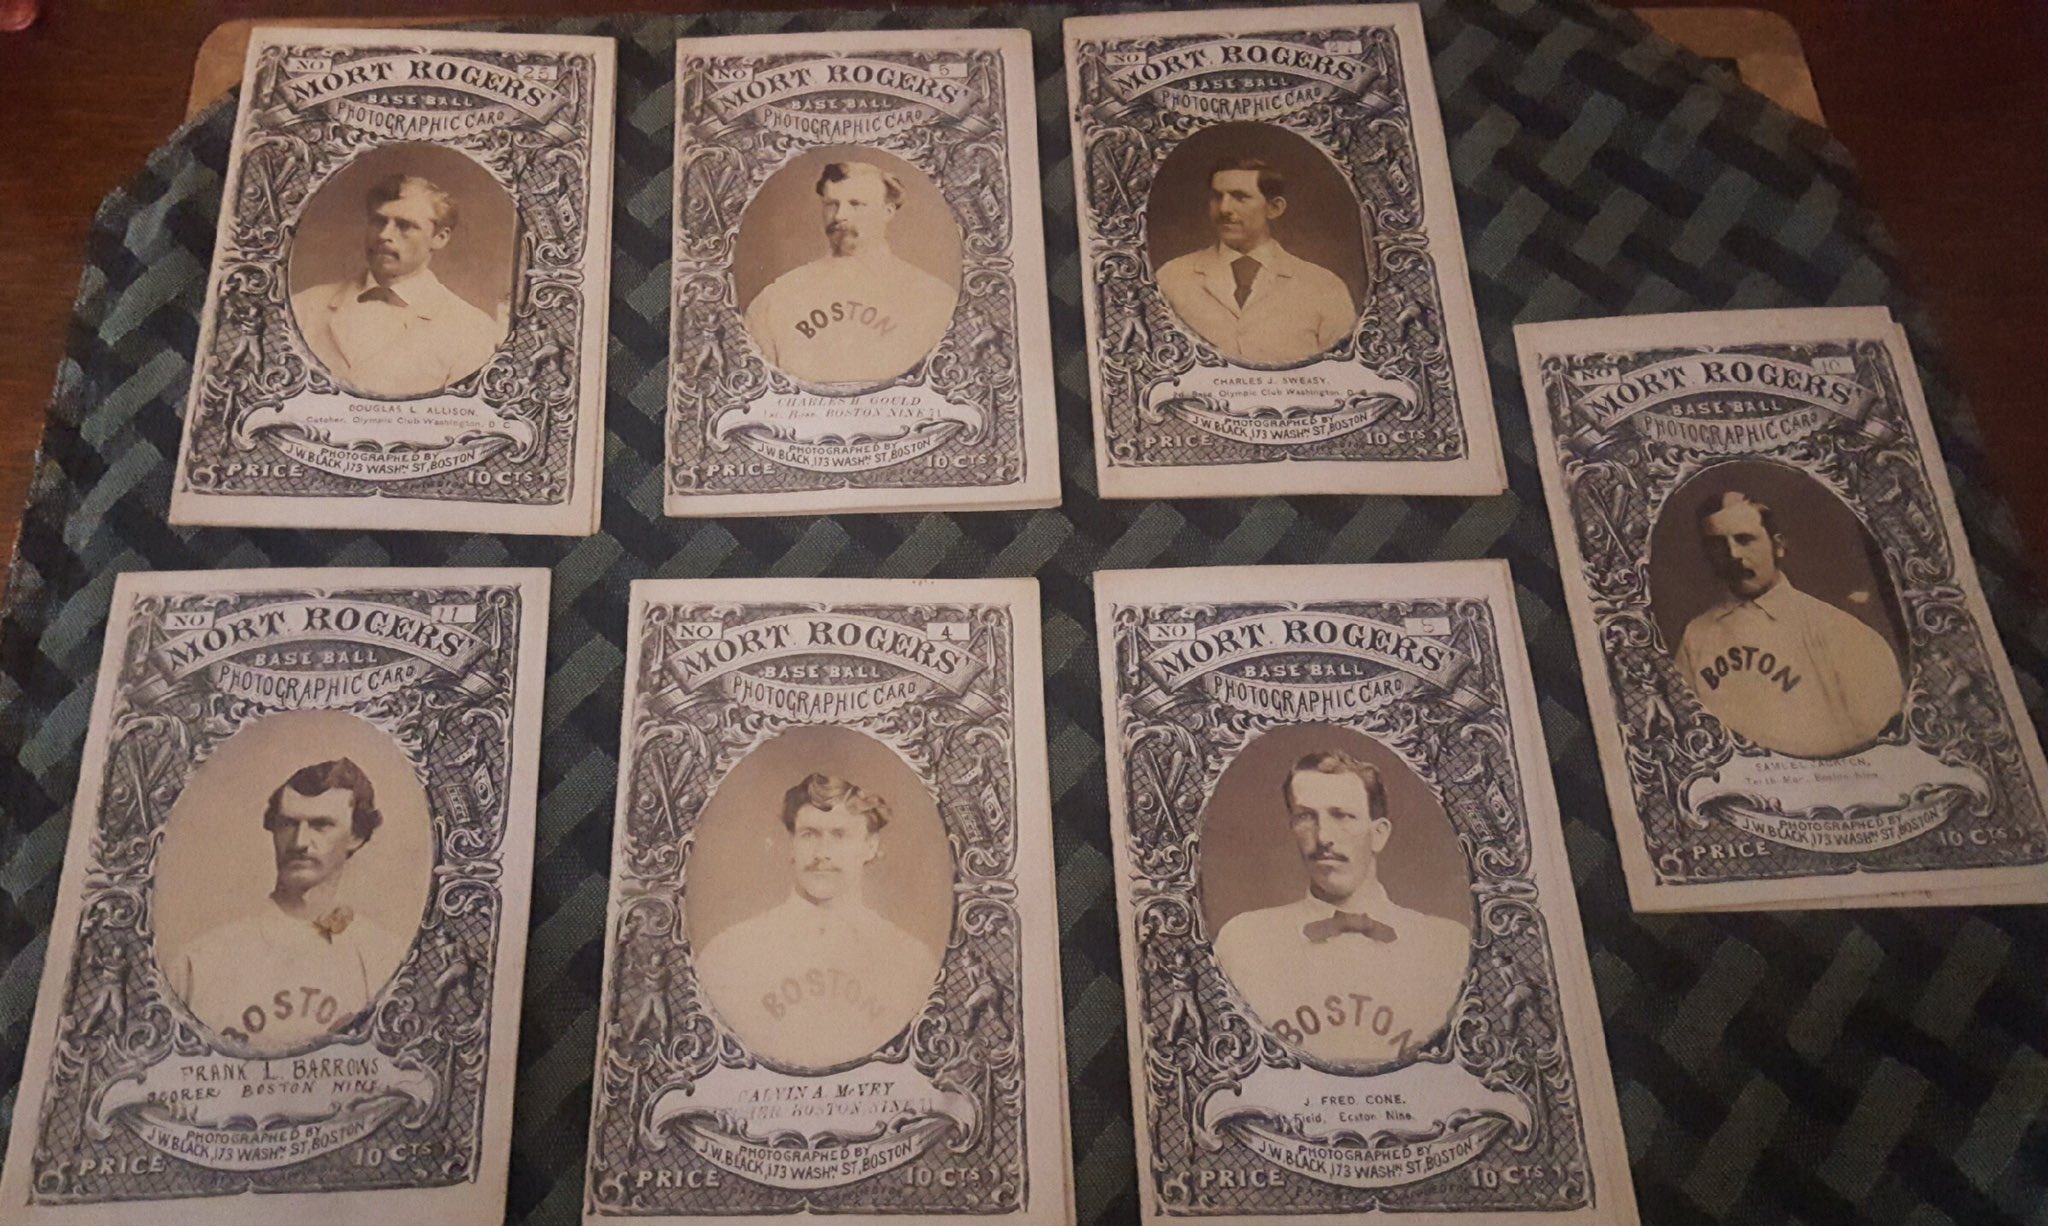 NO 25
MORT ROGERS'
BASE BALL
PHOTOGRAPHIC CARD
DOUGLAS L. ALLISON.
Catcher, Olympic Club Washington, D. C.
PHOTOGRAPHED BY
J.W. BLACK, 173 WASHN ST, BOSTON
PRICE 10 CTS
NO 5
MORT ROGERS'
BASE BALL
PHOTOGRAPHIC CARD
BOSTON
CHARLES H. GOULD
1st. Base. BOSTON NINE 71
PHOTOGRAPHED BY
J.W. BLACK, 173 WASHN ST, BOSTON
PRICE 10 CTS
NO 27
MORT ROGERS'
BASE BALL
PHOTOGRAPHIC CARD
CHARLES J. SWEASY.
2d. Base, Olympic Club Washington, D. C.
PHOTOGRAPHED BY
J.W. BLACK, 173 WASHN ST, BOSTON
PRICE 10 CTS
NO 10
MORT ROGERS'
BASE BALL
PHOTOGRAPHIC CARD
BOSTON
SAMUEL JACKSON,
Tenth Man, Boston Nine.
PHOTOGRAPHED BY
J.W. BLACK, 173 WASHN ST, BOSTON
PRICE 10 CTS
NO 11
MORT ROGERS'
BASE BALL
PHOTOGRAPHIC CARD
BOSTON
FRANK L. BARROWS
SCORER BOSTON NINE
PHOTOGRAPHED BY
J.W. BLACK, 173 WASHN ST, BOSTON
PRICE 10 CTS
NO 4
MORT ROGERS'
BASE BALL
PHOTOGRAPHIC CARD
BOSTON
CALVIN A. McVEY
BOSTON NINE 71
PHOTOGRAPHED BY
J.W. BLACK, 173 WASHN ST, BOSTON
PRICE 10 CTS
NO
MORT ROGERS'
BASE BALL
PHOTOGRAPHIC CARD
BOSTON
J. FRED. CONE.
Field, Boston Nine.
PHOTOGRAPHED BY
J.W. BLACK, 173 WASHN ST, BOSTON
PRICE 10 CTS